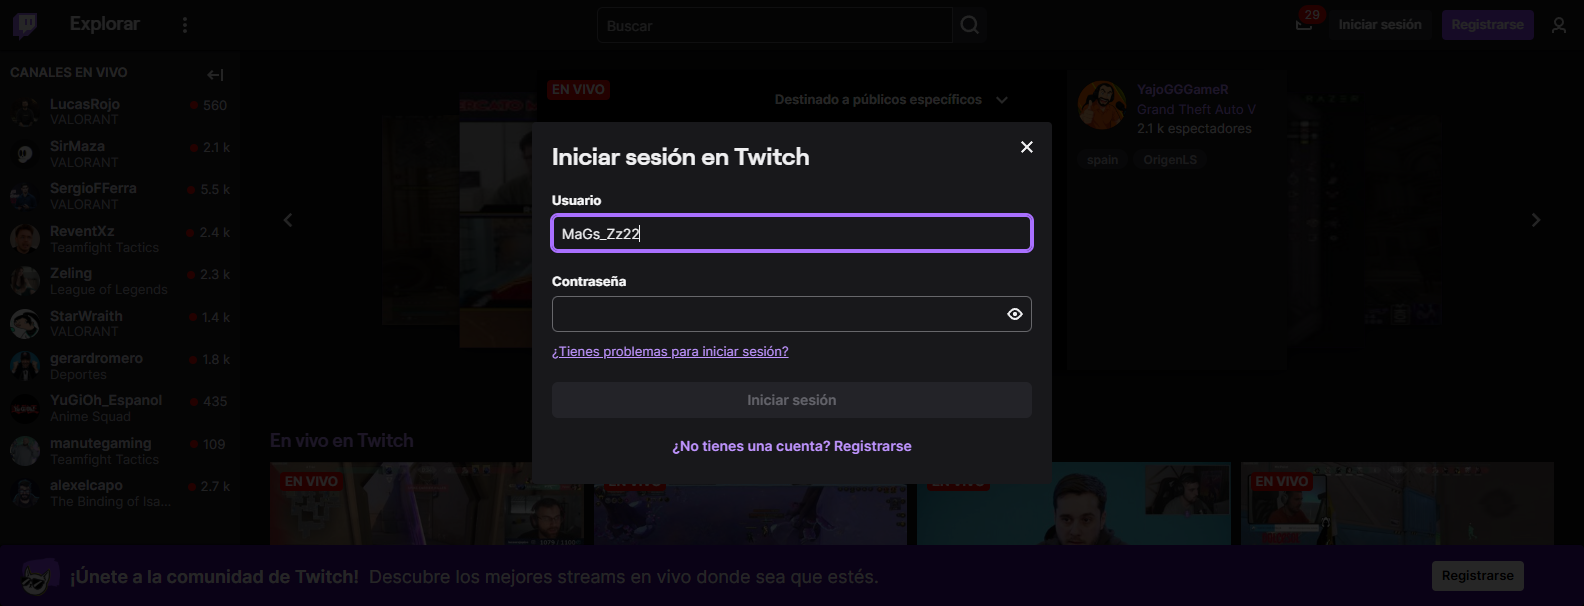 Explorar
Buscar
29
Iniciar sesión
Registrarse
CANALES EN VIVO
LucasRojo
560
VALORANT
SirMaza
2.1 k
VALORANT
SergioFFerra
5.5 k
VALORANT
ReventXz
2.4 k
Teamfight Tactics
Zeling
2.3 k
League of Legends
StarWraith
1.4 k
VALORANT
gerardromero
1.8 k
Deportes
YuGiOh_Espanol
435
Anime Squad
manutegaming
109
Teamfight Tactics
alexelcapo
2.7 k
The Binding of Isa...
EN VIVO
Destinado a públicos específicos
YajoGGGameR
Grand Theft Auto V
2.1 k espectadores
spain
OrigenLS
Iniciar sesión en Twitch
Usuario
MaGs_Zz22
Contraseña
¿Tienes problemas para iniciar sesión?
Iniciar sesión
¿No tienes una cuenta? Registrarse
En vivo en Twitch
EN VIVO
EN VIVO
EN VIVO
EN VIVO
¡Únete a la comunidad de Twitch! Descubre los mejores streams en vivo donde sea que estés.
Registrarse